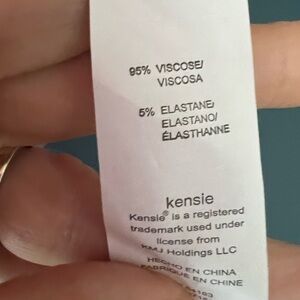 95% VISCOSE/
VISCOSA
5% ELASTANE/
ELASTANO/
ÉLASTHANNE
kensie
Kensie® is a registered
trademark used under
license from
KMJ Holdings LLC
HECHO EN CHINA
FABRIQUÉ EN CHINE